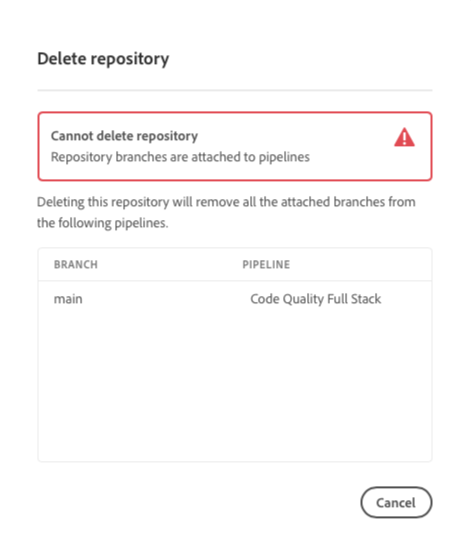 Delete repository
Cannot delete repository
Repository branches are attached to pipelines
Deleting this repository will remove all the attached branches from
the following pipelines.
BRANCH PIPELINE
main Code Quality Full Stack
Cancel